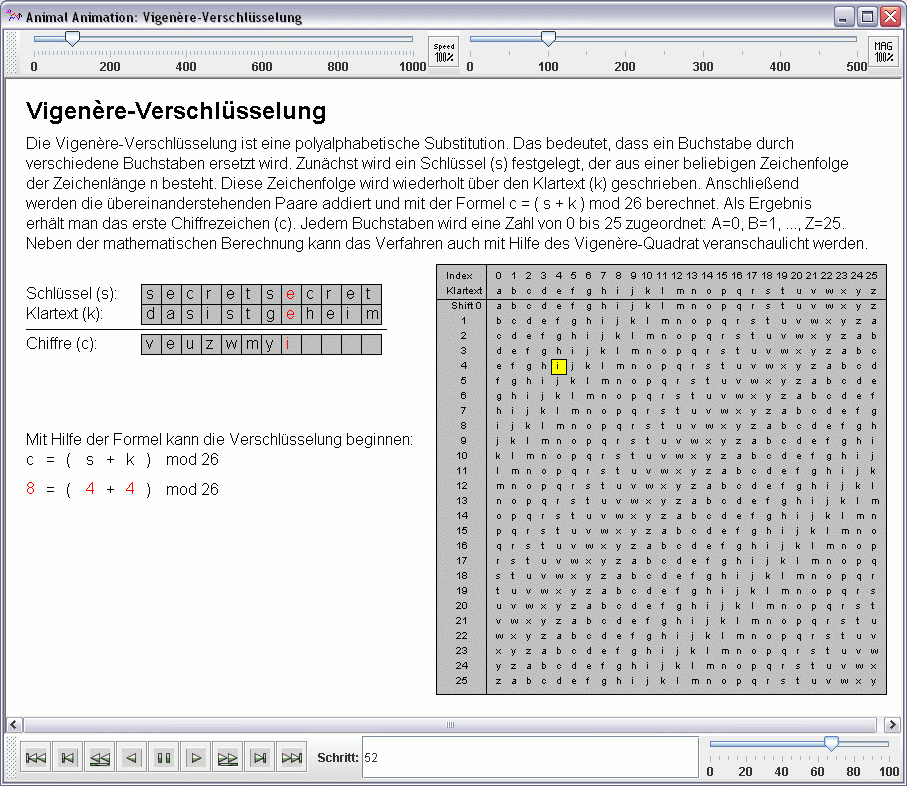 Animal Animation: Vigenère-Verschlüsselung
0 200 400 600 800 1000
Speed 100%
0 100 200 300 400 500
MAG 100%
Vigenère-Verschlüsselung
Die Vigenère-Verschlüsselung ist eine polyalphabetische Substitution. Das bedeutet, dass ein Buchstabe durch
verschiedene Buchstaben ersetzt wird. Zunächst wird ein Schlüssel (s) festgelegt, der aus einer beliebigen Zeichenfolge
der Zeichenlänge n besteht. Diese Zeichenfolge wird wiederholt über den Klartext (k) geschrieben. Anschließend
werden die übereinanderstehenden Paare addiert und mit der Formel c = ( s + k ) mod 26 berechnet. Als Ergebnis
erhält man das erste Chiffrezeichen (c). Jedem Buchstaben wird eine Zahl von 0 bis 25 zugeordnet: A=0, B=1, ..., Z=25.
Neben der mathematischen Berechnung kann das Verfahren auch mit Hilfe des Vigenère-Quadrat veranschaulicht werden.
Schlüssel (s): s e c r e t s e c r e t
Klartext (k): d a s i s t g e h e i m
Chiffre (c): v e u z w m y i
Mit Hilfe der Formel kann die Verschlüsselung beginnen:
c = ( s + k ) mod 26
8 = ( 4 + 4 ) mod 26
Index 0 1 2 3 4 5 6 7 8 9 10 11 12 13 14 15 16 17 18 19 20 21 22 23 24 25
Klartext a b c d e f g h i j k l m n o p q r s t u v w x y z
Shift 0 a b c d e f g h i j k l m n o p q r s t u v w x y z
1 b c d e f g h i j k l m n o p q r s t u v w x y z a
2 c d e f g h i j k l m n o p q r s t u v w x y z a b
3 d e f g h i j k l m n o p q r s t u v w x y z a b c
4 e f g h i j k l m n o p q r s t u v w x y z a b c d
5 f g h i j k l m n o p q r s t u v w x y z a b c d e
6 g h i j k l m n o p q r s t u v w x y z a b c d e f
7 h i j k l m n o p q r s t u v w x y z a b c d e f g
8 i j k l m n o p q r s t u v w x y z a b c d e f g h
9 j k l m n o p q r s t u v w x y z a b c d e f g h i
10 k l m n o p q r s t u v w x y z a b c d e f g h i j
11 l m n o p q r s t u v w x y z a b c d e f g h i j k
12 m n o p q r s t u v w x y z a b c d e f g h i j k l
13 n o p q r s t u v w x y z a b c d e f g h i j k l m
14 o p q r s t u v w x y z a b c d e f g h i j k l m n
15 p q r s t u v w x y z a b c d e f g h i j k l m n o
16 q r s t u v w x y z a b c d e f g h i j k l m n o p
17 r s t u v w x y z a b c d e f g h i j k l m n o p q
18 s t u v w x y z a b c d e f g h i j k l m n o p q r
19 t u v w x y z a b c d e f g h i j k l m n o p q r s
20 u v w x y z a b c d e f g h i j k l m n o p q r s t
21 v w x y z a b c d e f g h i j k l m n o p q r s t u
22 w x y z a b c d e f g h i j k l m n o p q r s t u v
23 x y z a b c d e f g h i j k l m n o p q r s t u v w
24 y z a b c d e f g h i j k l m n o p q r s t u v w x
25 z a b c d e f g h i j k l m n o p q r s t u v w x y
Schritt: 52
0 20 40 60 80 100